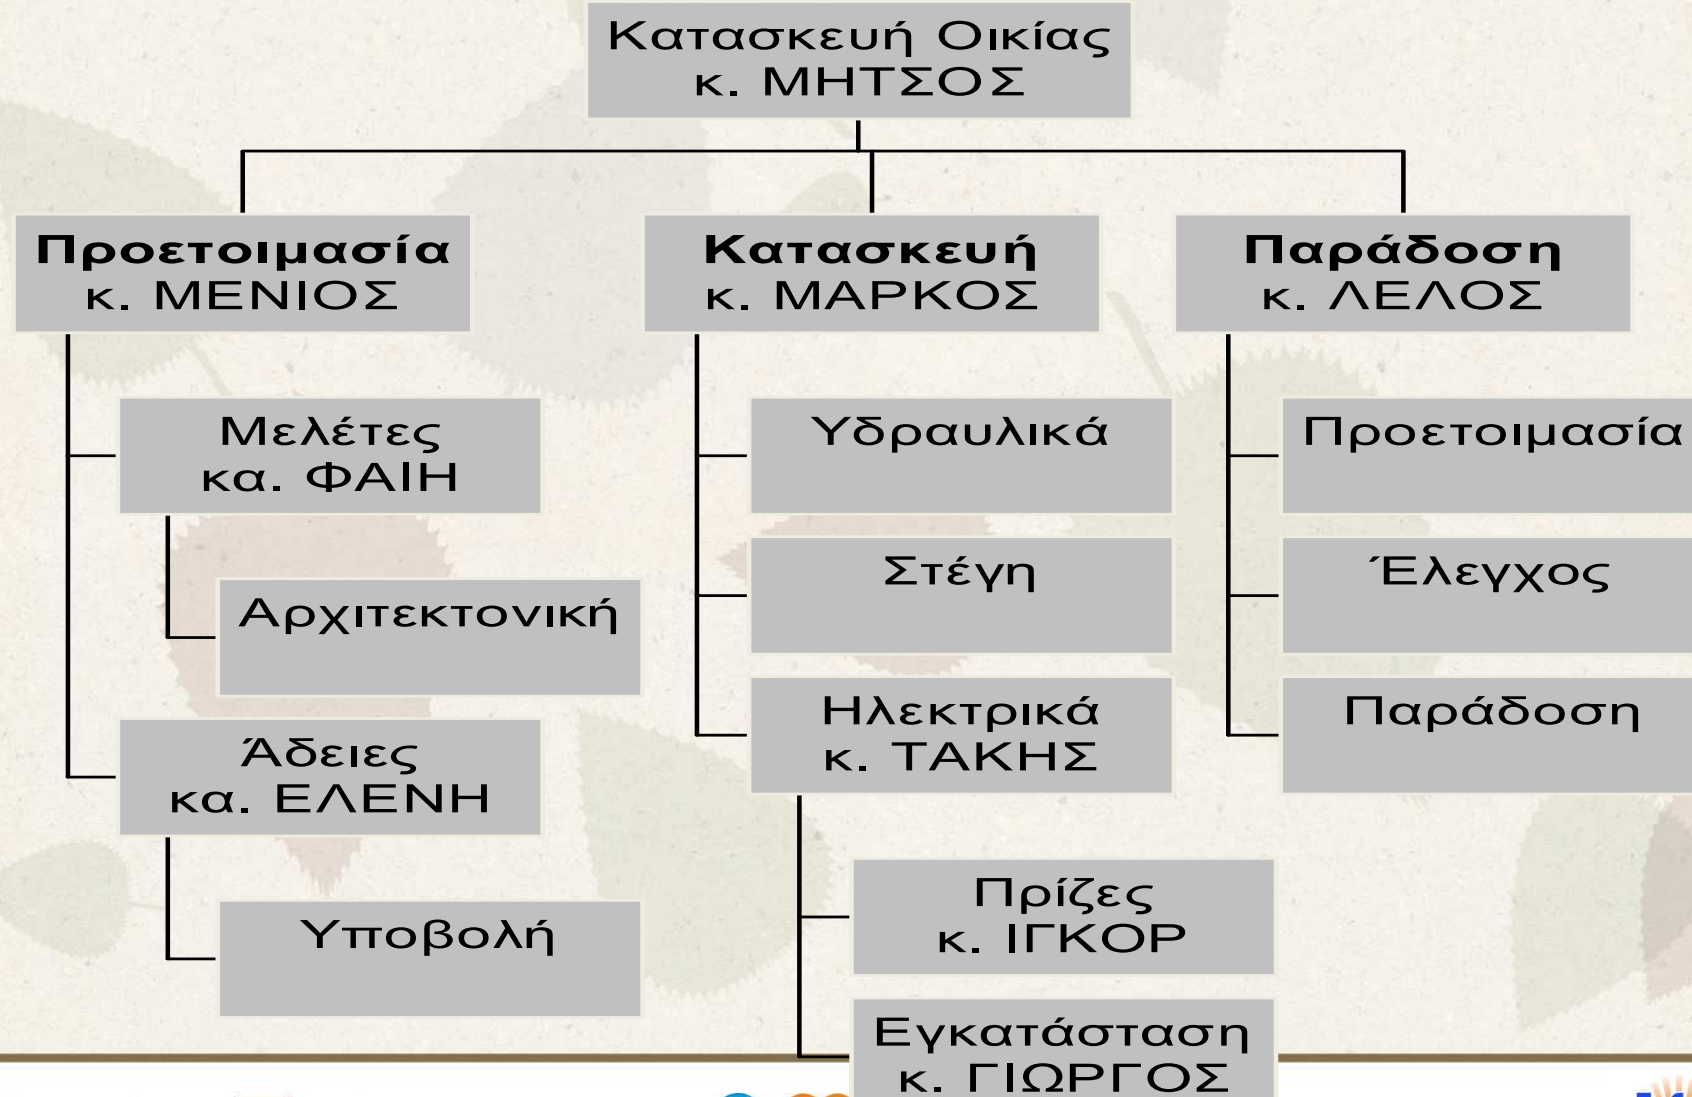 Κατασκευή Οικίας
κ. ΜΗΤΣΟΣ
Προετοιμασία
κ. ΜΕΝΙΟΣ
Κατασκευή
κ. ΜΑΡΚΟΣ
Παράδοση
κ. ΛΕΛΟΣ
Μελέτες
κα. ΦΑΙΗ
Υδραυλικά
Προετοιμασία
Στέγη
Έλεγχος
Αρχιτεκτονική
Ηλεκτρικά
κ. ΤΑΚΗΣ
Παράδοση
Άδειες
κα. ΕΛΕΝΗ
Πρίζες
κ. ΙΓΚΟΡ
Υποβολή
Εγκατάσταση
κ. ΓΙΩΡΓΟΣ